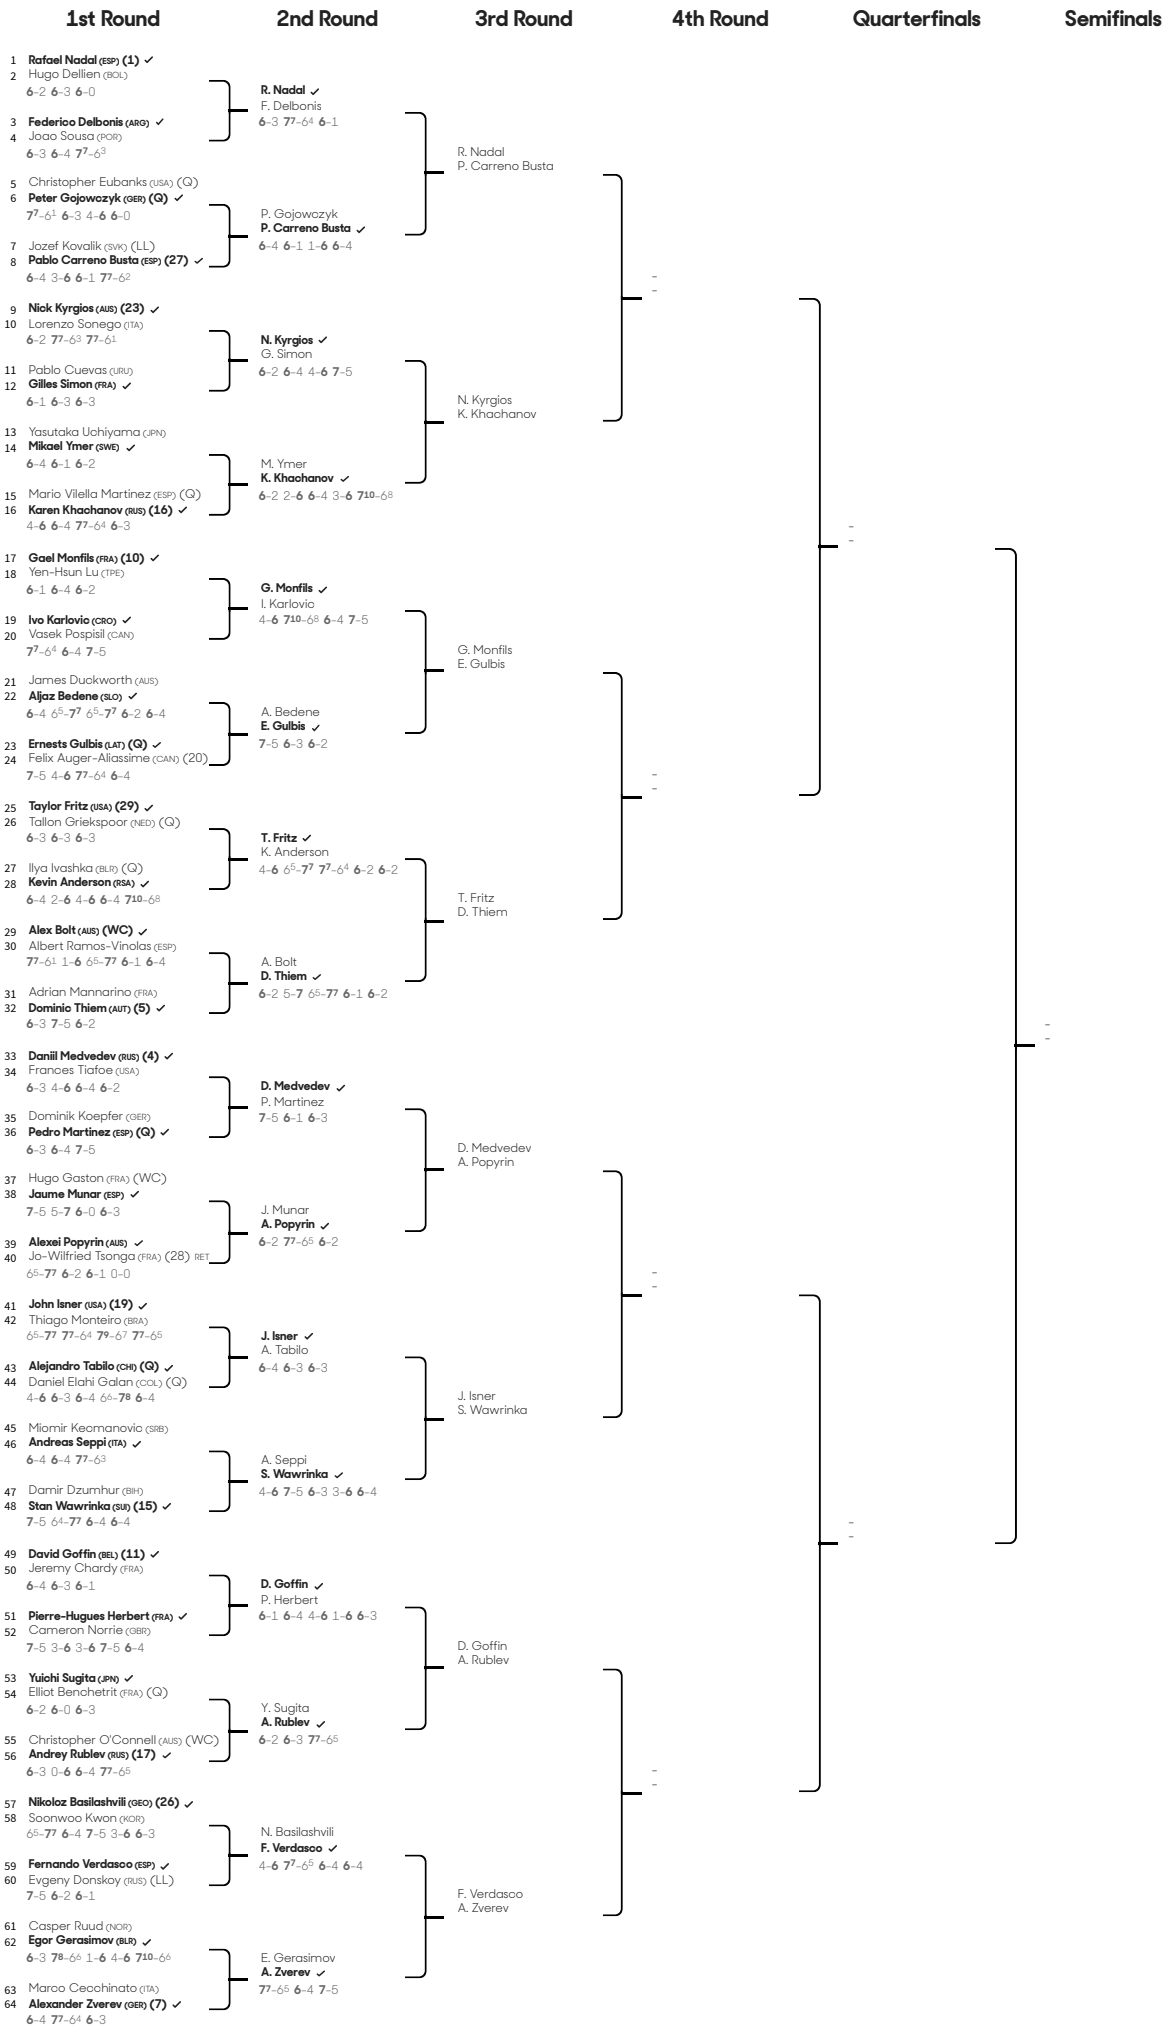 1st Round
2nd Round
3rd Round
4th Round
Quarterfinals
Semifinals
1 Rafael Nadal (ESP) (1) ✓
2 Hugo Dellien (BOL)
6-2 6-3 6-0
3 Federico Delbonis (ARG) ✓
4 Joao Sousa (POR)
6-3 6-4 7⁷-6³
5 Christopher Eubanks (USA) (Q)
6 Peter Gojowczyk (GER) (Q) ✓
7⁷-6¹ 6-3 4-6 6-0
7 Jozef Kovalik (SVK) (LL)
8 Pablo Carreno Busta (ESP) (27) ✓
6-4 3-6 6-1 7⁷-6²
9 Nick Kyrgios (AUS) (23) ✓
10 Lorenzo Sonego (ITA)
6-2 7⁷-6³ 7⁷-6¹
11 Pablo Cuevas (URU)
12 Gilles Simon (FRA) ✓
6-1 6-3 6-3
13 Yasutaka Uchiyama (JPN)
14 Mikael Ymer (SWE) ✓
6-4 6-1 6-2
15 Mario Vilella Martinez (ESP) (Q)
16 Karen Khachanov (RUS) (16) ✓
4-6 6-4 7⁷-6⁴ 6-3
17 Gael Monfils (FRA) (10) ✓
18 Yen-Hsun Lu (TPE)
6-1 6-4 6-2
19 Ivo Karlovic (CRO) ✓
20 Vasek Pospisil (CAN)
7⁷-6⁴ 6-4 7-5
21 James Duckworth (AUS)
22 Aljaz Bedene (SLO) ✓
6-4 6⁵-7⁷ 6⁵-7⁷ 6-2 6-4
23 Ernests Gulbis (LAT) (Q) ✓
24 Felix Auger-Aliassime (CAN) (20)
7-5 4-6 7⁷-6⁴ 6-4
25 Taylor Fritz (USA) (29) ✓
26 Tallon Griekspoor (NED) (Q)
6-3 6-3 6-3
27 Ilya Ivashka (BLR) (Q)
28 Kevin Anderson (RSA) ✓
6-4 2-6 4-6 6-4 7¹⁰-6⁸
29 Alex Bolt (AUS) (WC) ✓
30 Albert Ramos-Vinolas (ESP)
7⁷-6¹ 1-6 6⁵-7⁷ 6-1 6-4
31 Adrian Mannarino (FRA)
32 Dominic Thiem (AUT) (5) ✓
6-3 7-5 6-2
33 Daniil Medvedev (RUS) (4) ✓
34 Frances Tiafoe (USA)
6-3 4-6 6-4 6-2
35 Dominik Koepfer (GER)
36 Pedro Martinez (ESP) (Q) ✓
6-3 6-4 7-5
37 Hugo Gaston (FRA) (WC)
38 Jaume Munar (ESP) ✓
7-5 5-7 6-0 6-3
39 Alexei Popyrin (AUS) ✓
40 Jo-Wilfried Tsonga (FRA) (28) RET
6⁵-7⁷ 6-2 6-1 0-0
41 John Isner (USA) (19) ✓
42 Thiago Monteiro (BRA)
6⁵-7⁷ 7⁷-6⁴ 7⁹-6⁷ 7⁷-6⁵
43 Alejandro Tabilo (CHI) (Q) ✓
44 Daniel Elahi Galan (COL) (Q)
4-6 6-3 6-4 6⁶-7⁸ 6-4
45 Miomir Kecmanovic (SRB)
46 Andreas Seppi (ITA) ✓
6-4 6-4 7⁷-6³
47 Damir Dzumhur (BIH)
48 Stan Wawrinka (SUI) (15) ✓
7-5 6⁴-7⁷ 6-4 6-4
49 David Goffin (BEL) (11) ✓
50 Jeremy Chardy (FRA)
6-4 6-3 6-1
51 Pierre-Hugues Herbert (FRA) ✓
52 Cameron Norrie (GBR)
7-5 3-6 3-6 7-5 6-4
53 Yuichi Sugita (JPN) ✓
54 Elliot Benchetrit (FRA) (Q)
6-2 6-0 6-3
55 Christopher O'Connell (AUS) (WC)
56 Andrey Rublev (RUS) (17) ✓
6-3 0-6 6-4 7⁷-6⁵
57 Nikoloz Basilashvili (GEO) (26) ✓
58 Soonwoo Kwon (KOR)
6⁵-7⁷ 6-4 7-5 3-6 6-3
59 Fernando Verdasco (ESP) ✓
60 Evgeny Donskoy (RUS) (LL)
7-5 6-2 6-1
61 Casper Ruud (NOR)
62 Egor Gerasimov (BLR) ✓
6-3 7⁸-6⁶ 1-6 4-6 7¹⁰-6⁶
63 Marco Cecchinato (ITA)
64 Alexander Zverev (GER) (7) ✓
6-4 7⁷-6⁴ 6-3
R. Nadal ✓
F. Delbonis
6-3 7⁷-6⁴ 6-1
P. Gojowczyk
P. Carreno Busta ✓
6-4 6-1 1-6 6-4
N. Kyrgios ✓
G. Simon
6-2 6-4 4-6 7-5
M. Ymer
K. Khachanov ✓
6-2 2-6 6-4 3-6 7¹⁰-6⁸
G. Monfils ✓
I. Karlovic
4-6 7¹⁰-6⁸ 6-4 7-5
A. Bedene
E. Gulbis ✓
7-5 6-3 6-2
T. Fritz ✓
K. Anderson
4-6 6⁵-7⁷ 7⁷-6⁴ 6-2 6-2
A. Bolt
D. Thiem ✓
6-2 5-7 6⁵-7⁷ 6-1 6-2
D. Medvedev ✓
P. Martinez
7-5 6-1 6-3
J. Munar
A. Popyrin ✓
6-2 7⁷-6⁵ 6-2
J. Isner ✓
A. Tabilo
6-4 6-3 6-3
A. Seppi
S. Wawrinka ✓
4-6 7-5 6-3 3-6 6-4
D. Goffin ✓
P. Herbert
6-1 6-4 4-6 1-6 6-3
Y. Sugita
A. Rublev ✓
6-2 6-3 7⁷-6⁵
N. Basilashvili
F. Verdasco ✓
4-6 7⁷-6⁵ 6-4 6-4
E. Gerasimov
A. Zverev ✓
7⁷-6⁵ 6-4 7-5
R. Nadal
P. Carreno Busta
N. Kyrgios
K. Khachanov
G. Monfils
E. Gulbis
T. Fritz
D. Thiem
D. Medvedev
A. Popyrin
J. Isner
S. Wawrinka
D. Goffin
A. Rublev
F. Verdasco
A. Zverev
-
-
-
-
-
-
-
-
-
-
-
-
-
-